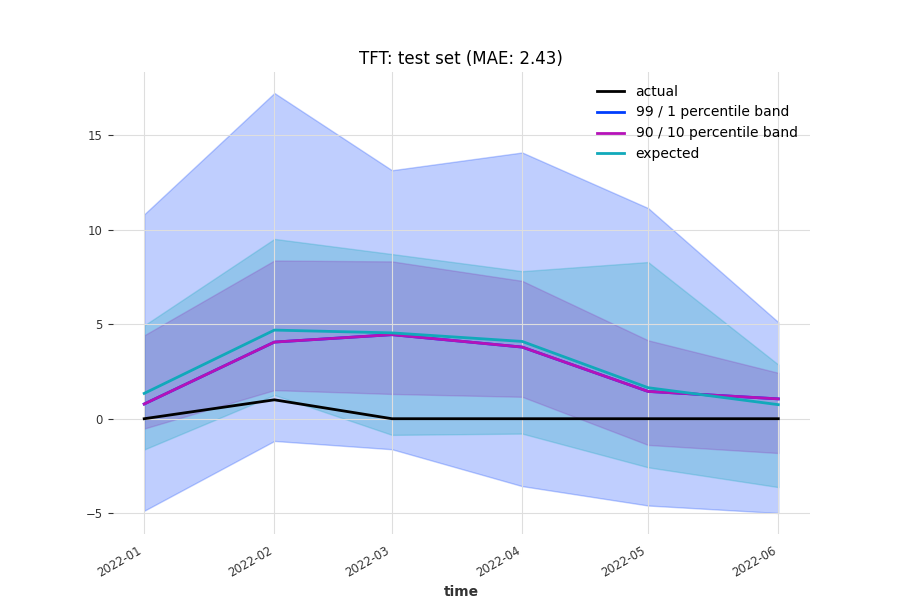 TFT: test set (MAE: 2.43)
actual
99 / 1 percentile band
90 / 10 percentile band
expected
15
10
5
0
−5
2022-01
2022-02
2022-03
2022-04
2022-05
2022-06
time